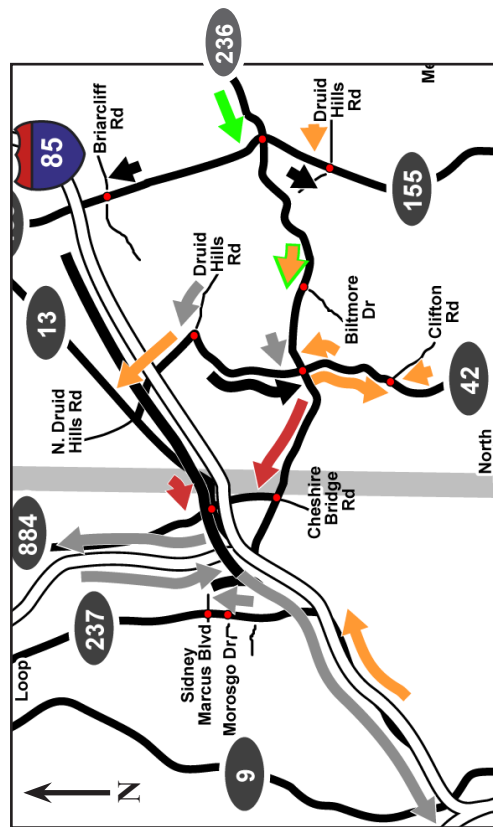 Loop
884
13
85
N. Druid
Hills Rd
237
Briarcliff
Rd
N
Sidney
Marcus Blvd
Morosgo Dr
Druid
Hills
Rd
236
9
Cheshire
Bridge
Rd
Biltmore
Dr
Druid
Hills
Rd
155
Clifton
Rd
42
North
Me